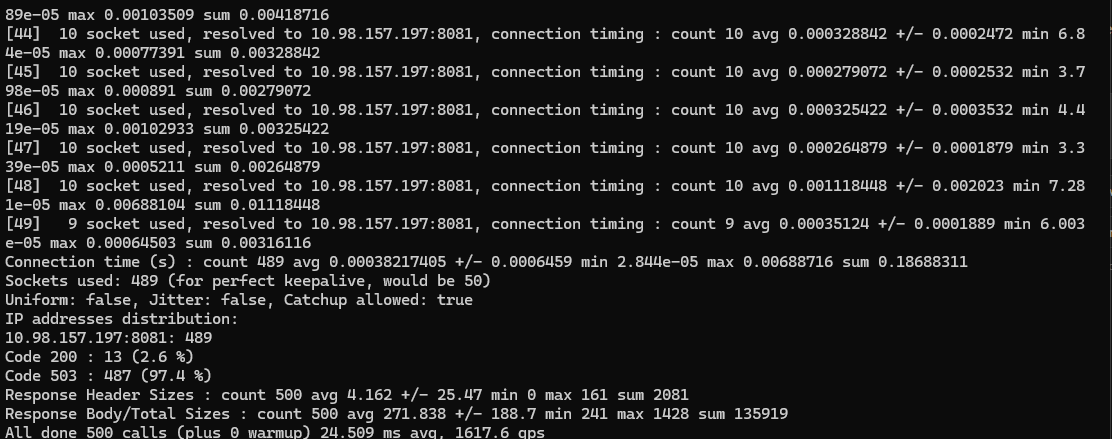 89e-05 max 0.00103509 sum 0.00418716
[44]  10 socket used, resolved to 10.98.157.197:8081, connection timing : count 10 avg 0.000328842 +/- 0.0002472 min 6.8
4e-05 max 0.00077391 sum 0.00328842
[45]  10 socket used, resolved to 10.98.157.197:8081, connection timing : count 10 avg 0.000279072 +/- 0.0002532 min 3.7
98e-05 max 0.000891 sum 0.00279072
[46]  10 socket used, resolved to 10.98.157.197:8081, connection timing : count 10 avg 0.000325422 +/- 0.0003532 min 4.4
19e-05 max 0.00102933 sum 0.00325422
[47]  10 socket used, resolved to 10.98.157.197:8081, connection timing : count 10 avg 0.000264879 +/- 0.0001879 min 3.3
39e-05 max 0.0005211 sum 0.00264879
[48]  10 socket used, resolved to 10.98.157.197:8081, connection timing : count 10 avg 0.001118448 +/- 0.002023 min 7.28
1e-05 max 0.00688104 sum 0.01118448
[49]   9 socket used, resolved to 10.98.157.197:8081, connection timing : count 9 avg 0.00035124 +/- 0.0001889 min 6.003
e-05 max 0.00064503 sum 0.00316116
Connection time (s) : count 489 avg 0.00038217405 +/- 0.0006459 min 2.844e-05 max 0.00688716 sum 0.18688311
Sockets used: 489 (for perfect keepalive, would be 50)
Uniform: false, Jitter: false, Catchup allowed: true
IP addresses distribution:
10.98.157.197:8081: 489
Code 200 : 13 (2.6 %)
Code 503 : 487 (97.4 %)
Response Header Sizes : count 500 avg 4.162 +/- 25.47 min 0 max 161 sum 2081
Response Body/Total Sizes : count 500 avg 271.838 +/- 188.7 min 241 max 1428 sum 135919
All done 500 calls (plus 0 warmup) 24.509 ms avg, 1617.6 qps